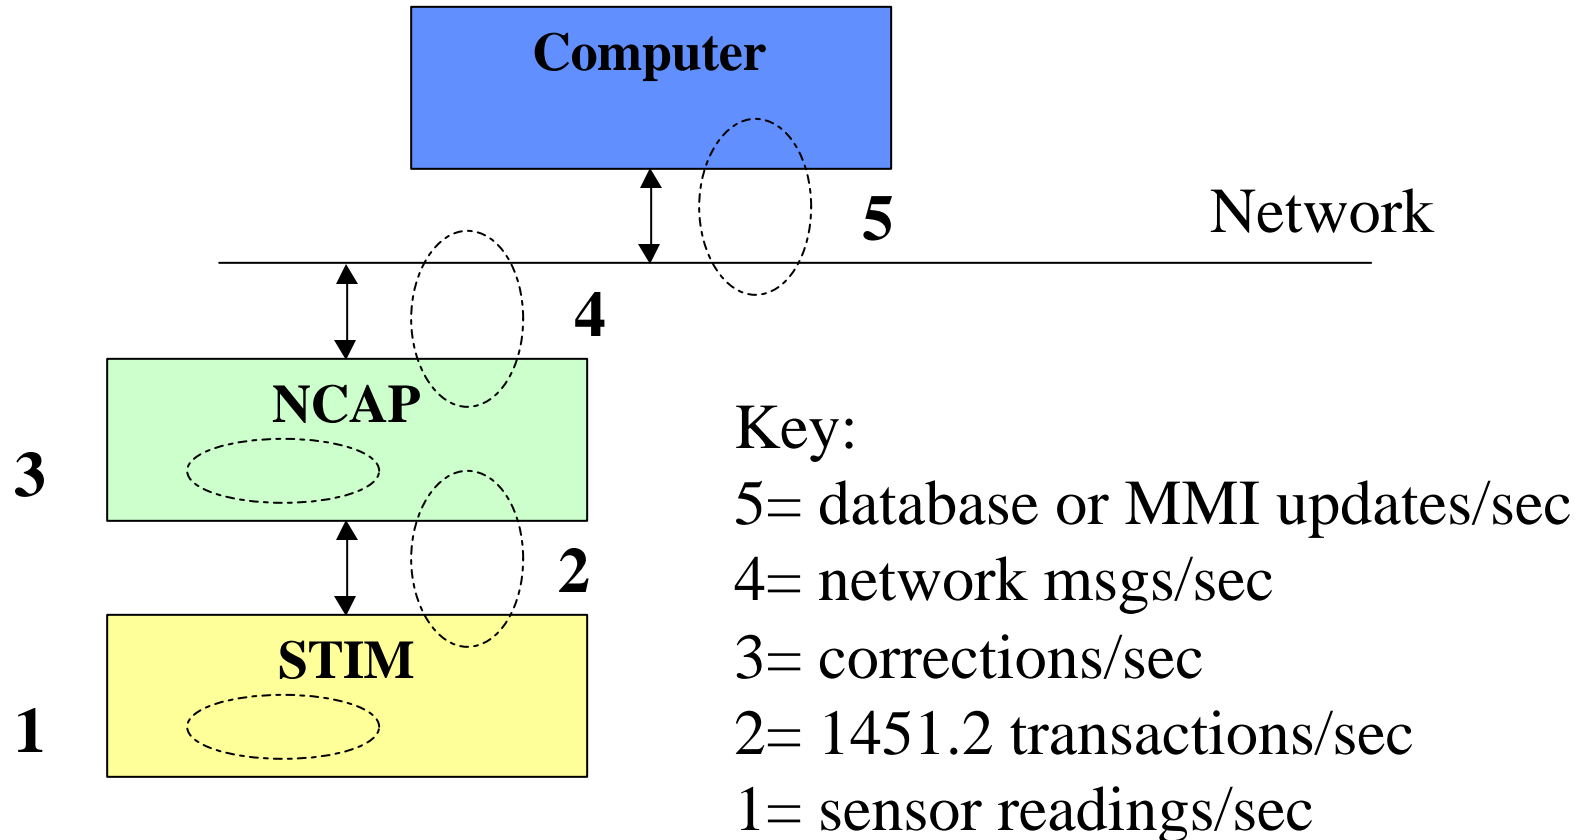 Computer
5
Network
4
NCAP
3
2
STIM
1
Key:
5= database or MMI updates/sec
4= network msgs/sec
3= corrections/sec
2= 1451.2 transactions/sec
1= sensor readings/sec